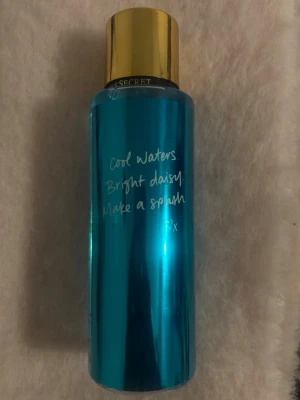 SECRET
Cool Waters
Bright daisy.
Make a splash